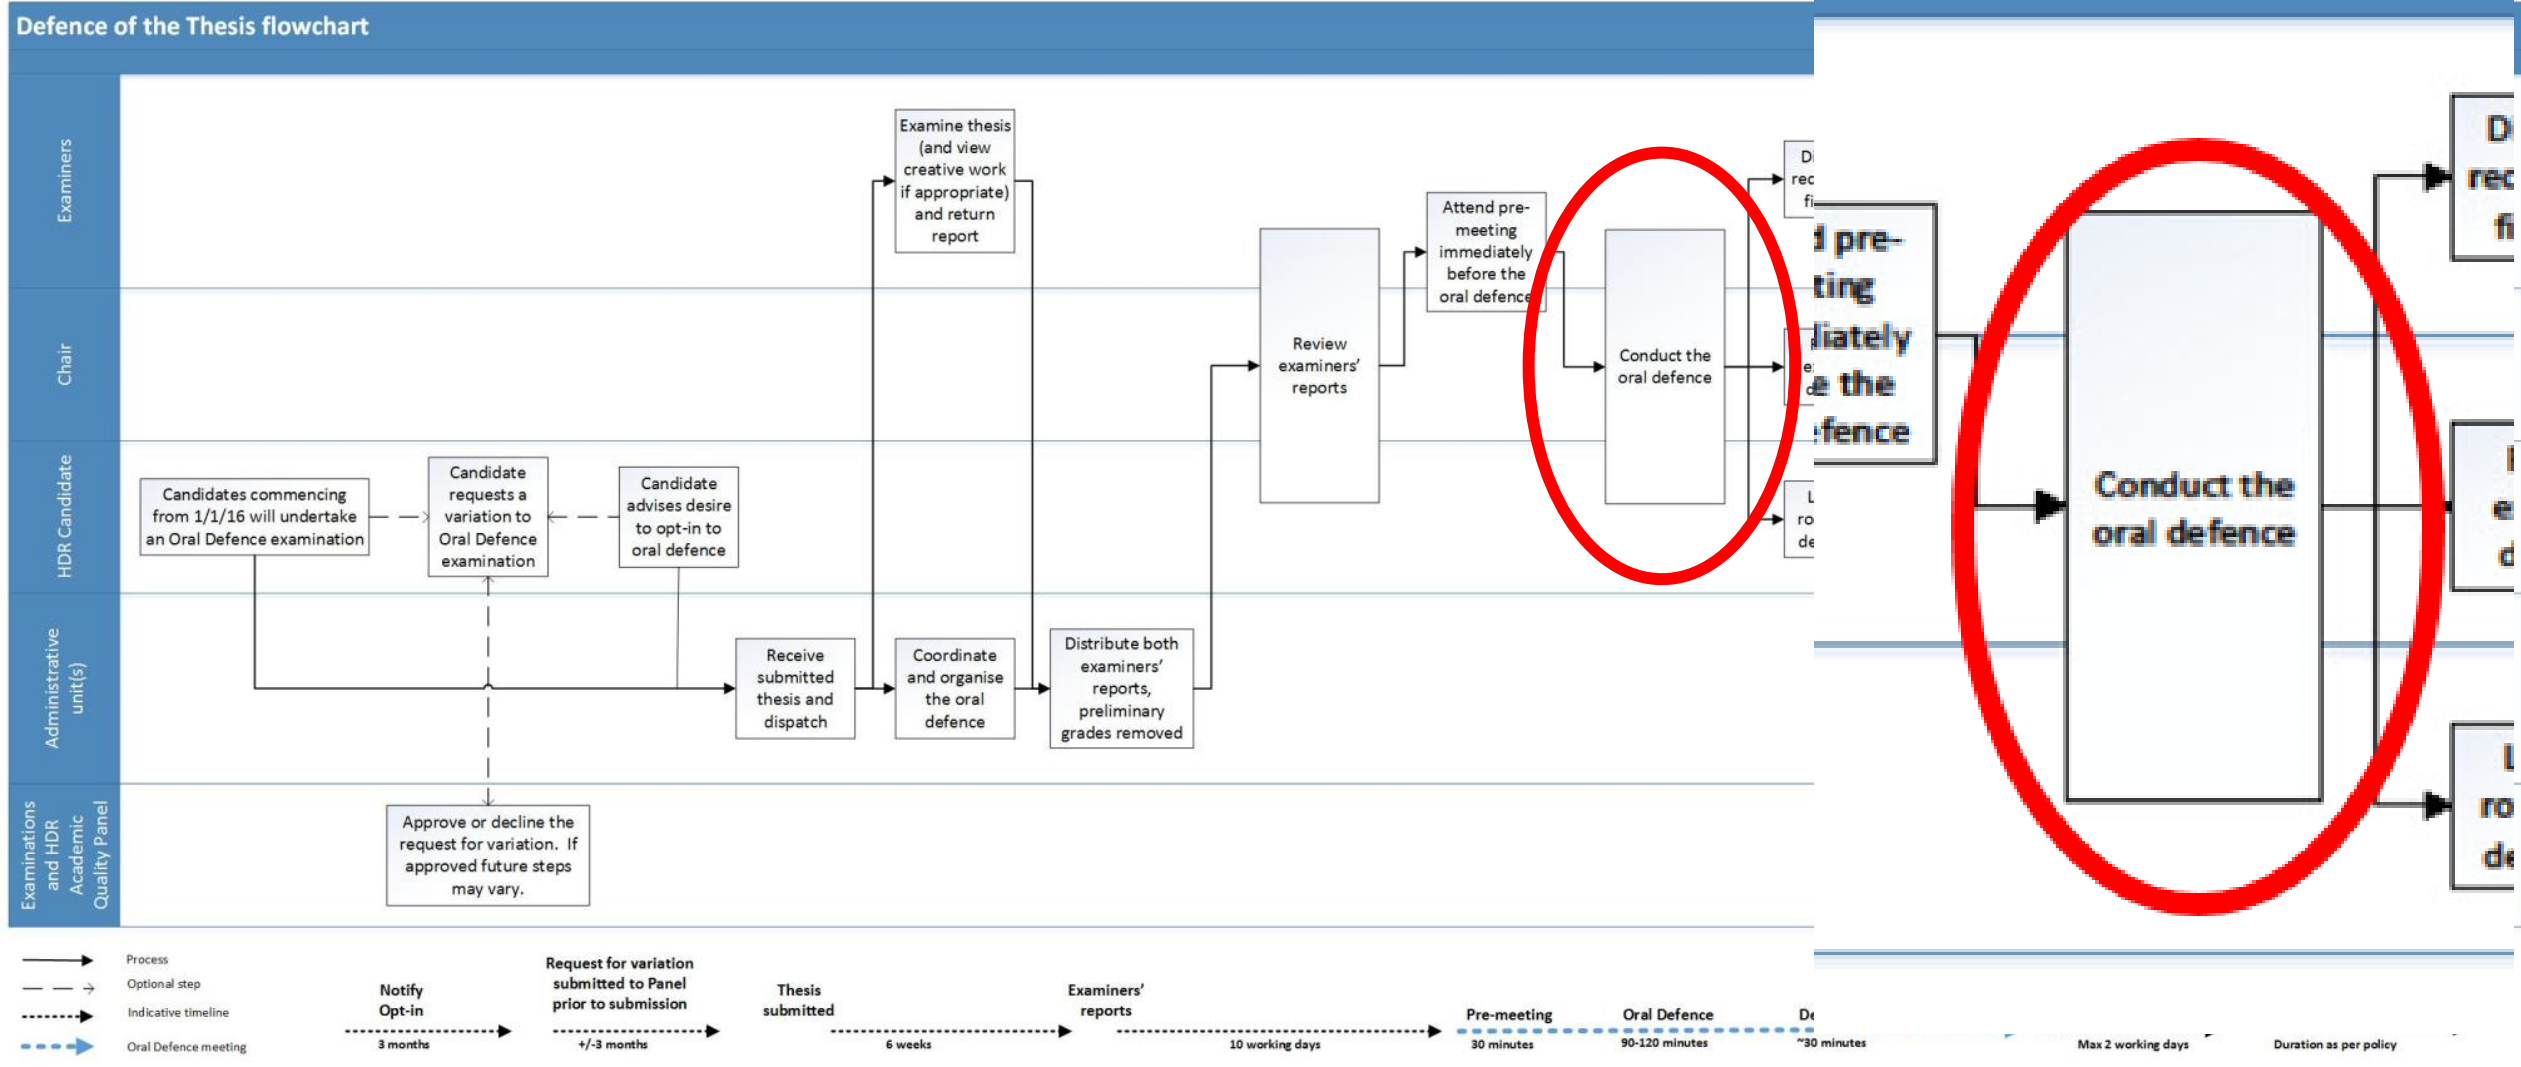 Defence of the Thesis flowchart
Examiners
Chair
HDR Candidate
Administrative
unit(s)
Examinations
and HDR
Academic
Quality Panel
Candidates commencing
from 1/1/16 will undertake
an Oral Defence examination
Candidate
requests a
variation to
Oral Defence
examination
Candidate
advises desire
to opt-in to
oral defence
Approve or decline the
request for variation. If
approved future steps
may vary.
Receive
submitted
thesis and
dispatch
Examine thesis
(and view
creative work
if appropriate)
and return
report
Coordinate
and organise
the oral
defence
Distribute both
examiners'
reports,
preliminary
grades removed
Review
examiners'
reports
Attend pre-
meeting
immediately
before the
oral defence
Conduct the
oral defence
pre-
Conduct the
oral defence
Process
Optional step
Indicative timeline
Oral Defence meeting
Notify
Opt-in
3 months
Request for variation
submitted to Panel
prior to submission
+/-3 months
Thesis
submitted
6 weeks
Examiners'
reports
10 working days
Pre-meeting
30 minutes
Oral Defence
90-120 minutes
~30 minutes
Max 2 working days
Duration as per policy